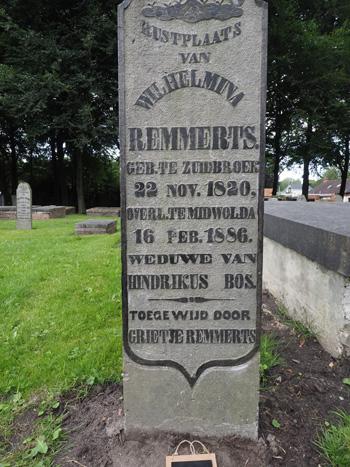 RUSTPLAATS
VAN
WILHELMINA
REMMERTS.
GEB. TE ZUIDBROEK
22 NOV. 1820,
OVERL. TE MIDWOLDA
16 FEB. 1886.
WEDUWE VAN
HINDRIKUS BOS.
TOEGEWIJD DOOR
GRIETJE REMMERTS